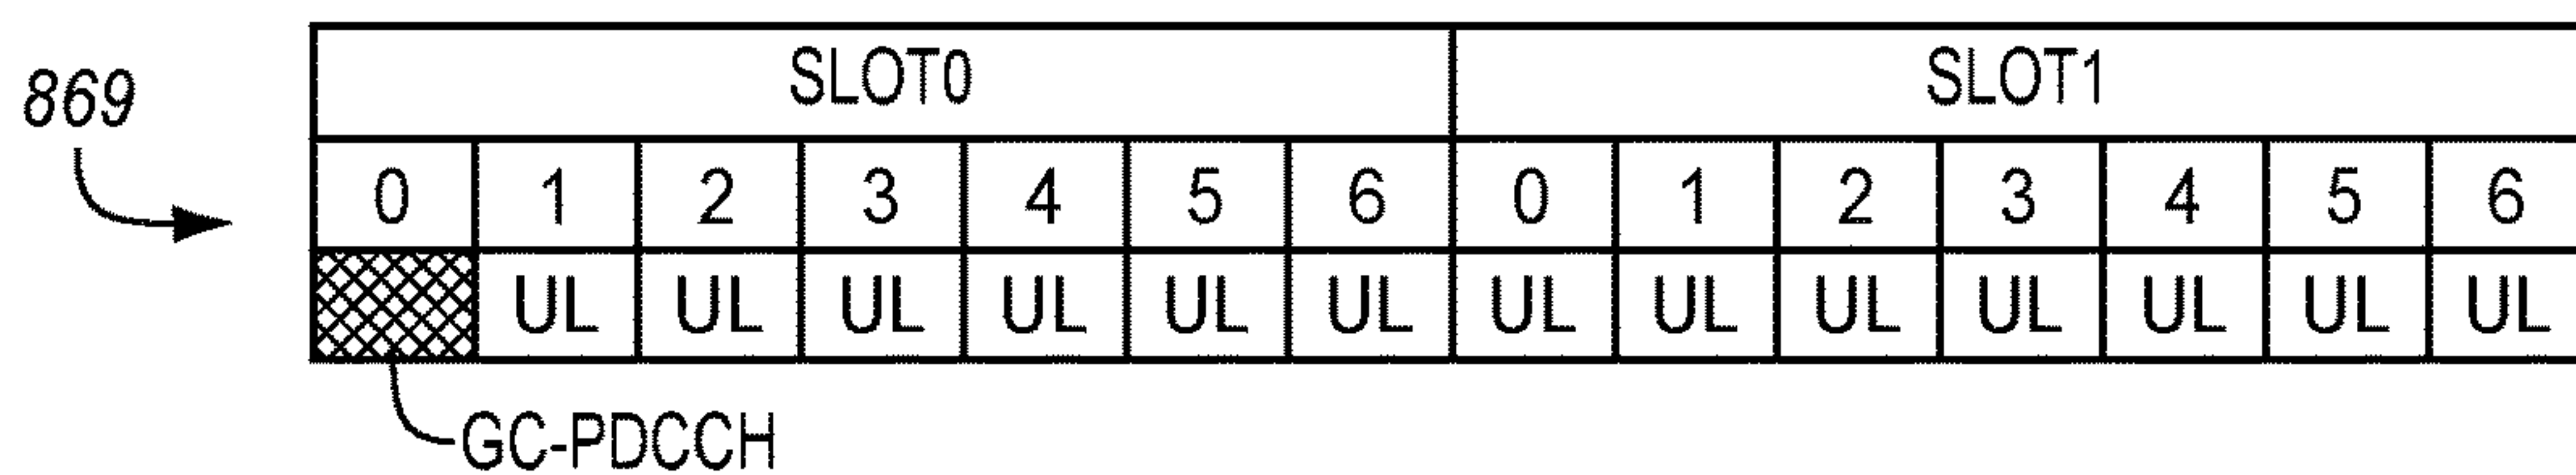 SLOT0 SLOT1
869
0 1 2 3 4 5 6 0 1 2 3 4 5 6
UL UL UL UL UL UL UL UL UL UL UL UL UL
GC-PDCCH